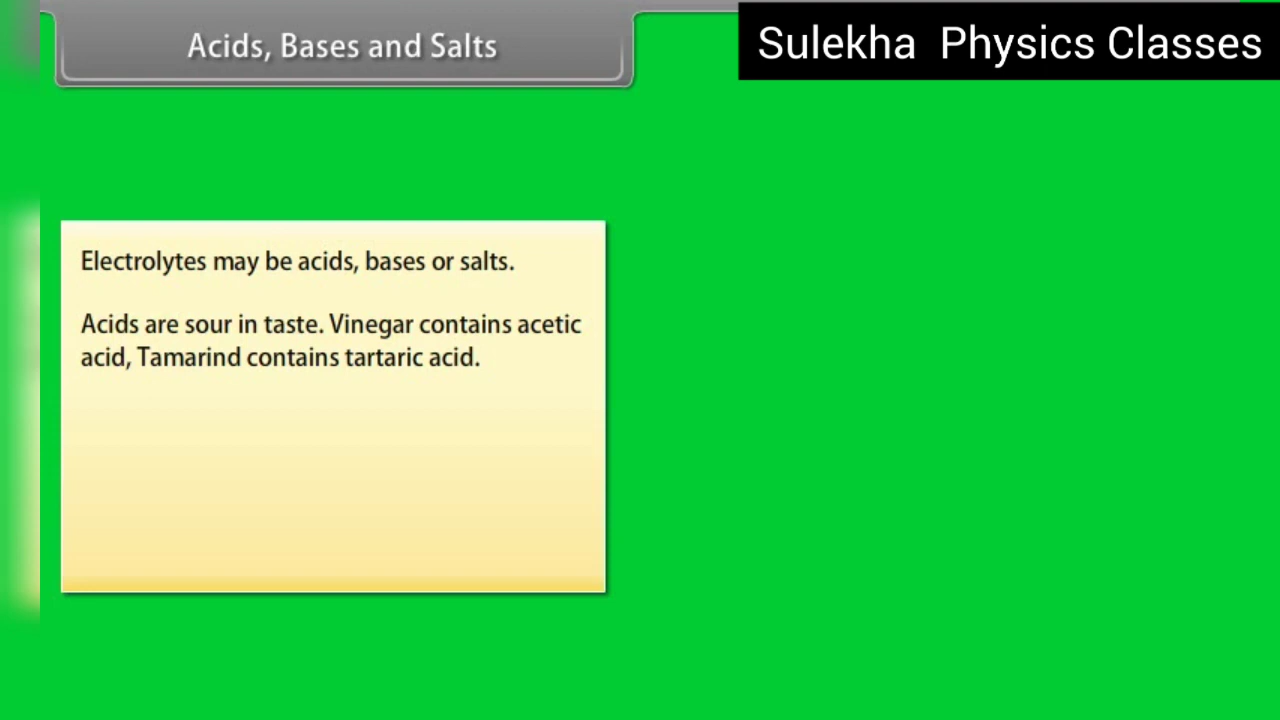 Acids, Bases and Salts
Sulekha Physics Classes
Electrolytes may be acids, bases or salts.
Acids are sour in taste. Vinegar contains acetic
acid, Tamarind contains tartaric acid.